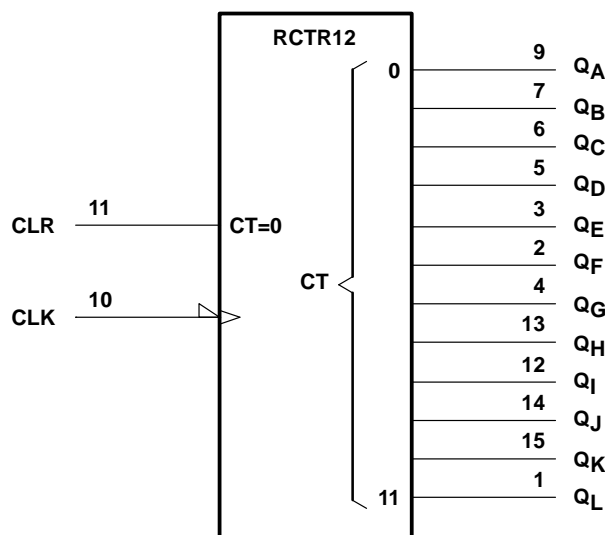 RCTR12
0
9 QA
7 QB
6 QC
5 QD
3 QE
2 QF
4 QG
13 QH
12 QI
14 QJ
15 QK
11
1 QL
CLR 11 CT=0
CLK 10
CT